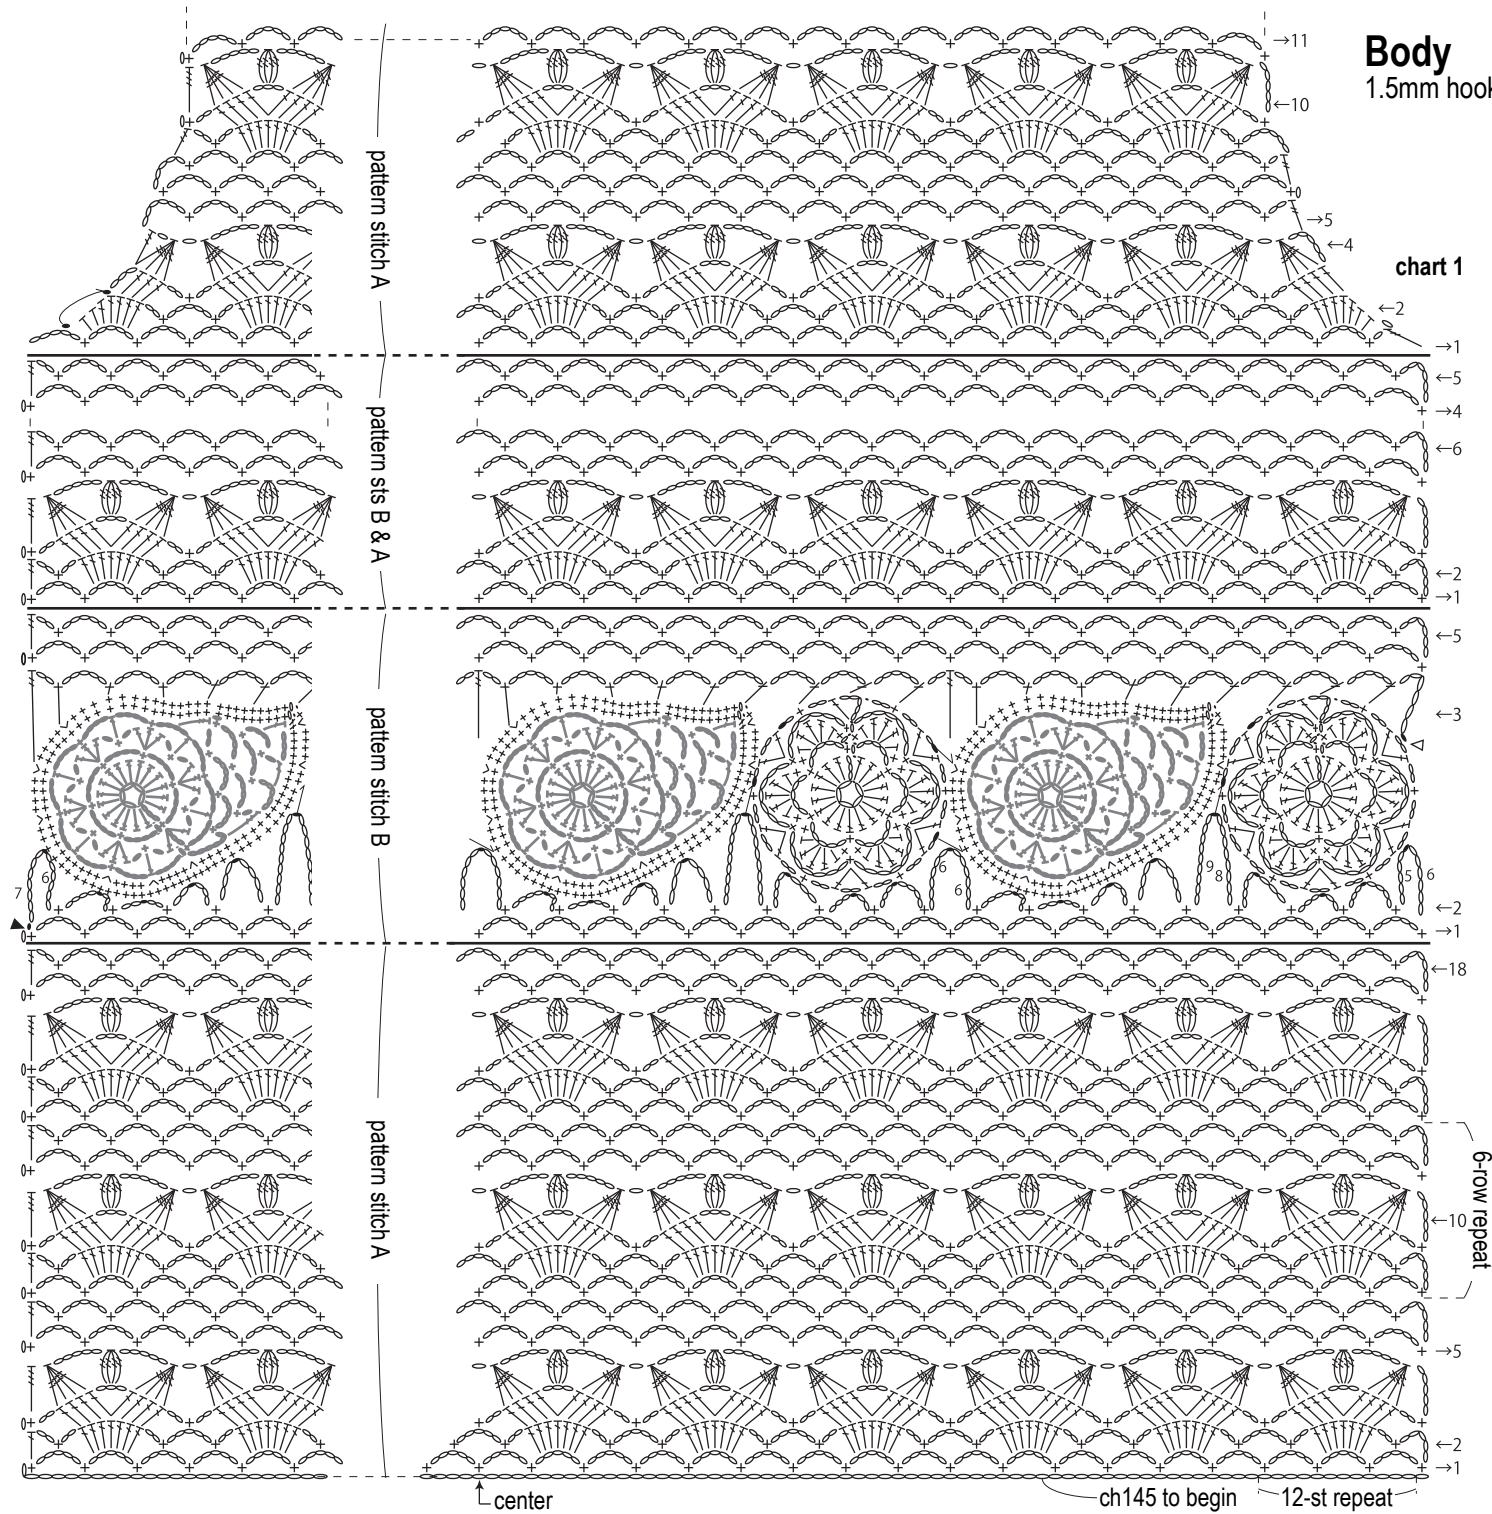 Body
1.5mm hook
→11
←10
pattern stitch A
→5
←4
chart 1
←2
→1
←5
→4
pattern sts B & A
←6
←2
→1
←5
pattern stitch B
←3
7 6 6 6 9 8 5 6
←2
→1
←18
pattern stitch A
6-row repeat
←10
→5
←2
→1
center
ch145 to begin
12-st repeat